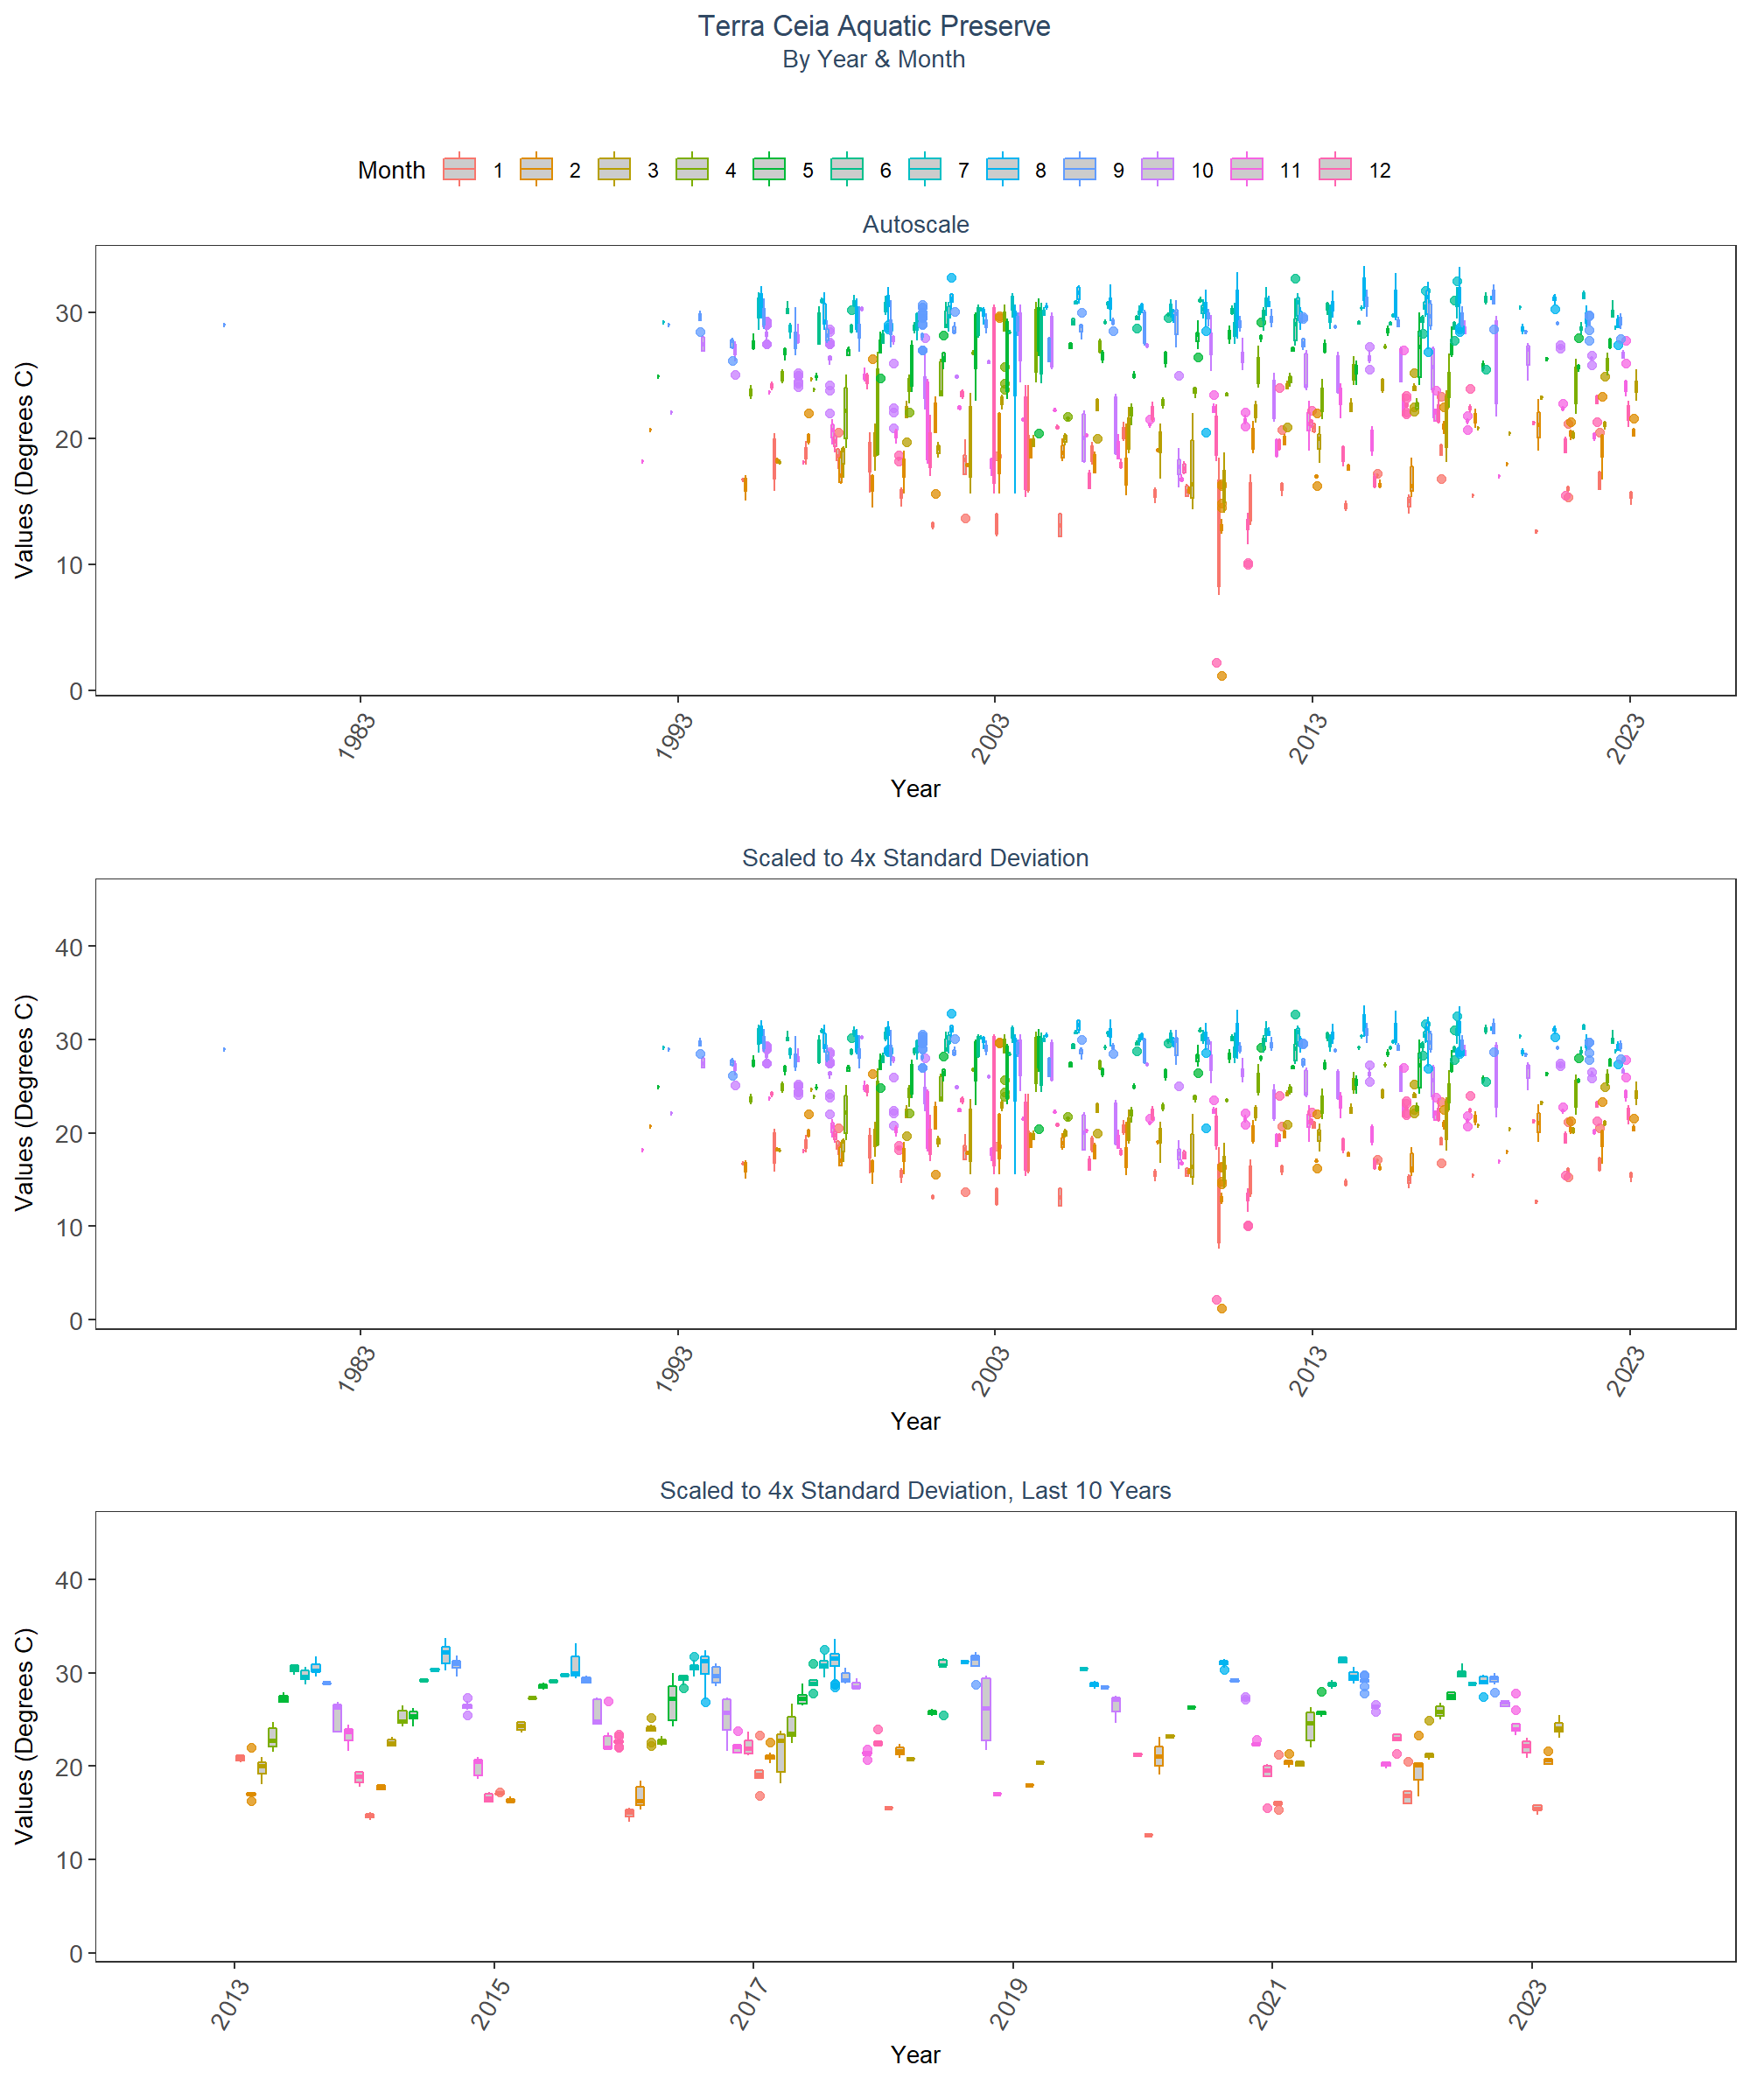 Terra Ceia Aquatic Preserve
By Year & Month
Month 1 2 3 4 5 6 7 8 9 10 11 12
Autoscale
Values (Degrees C)
30
20
10
0
1983 1993 2003 2013 2023
Year
Scaled to 4x Standard Deviation
Values (Degrees C)
40
30
20
10
0
1983 1993 2003 2013 2023
Year
Scaled to 4x Standard Deviation, Last 10 Years
Values (Degrees C)
40
30
20
10
0
2013 2015 2017 2019 2021 2023
Year